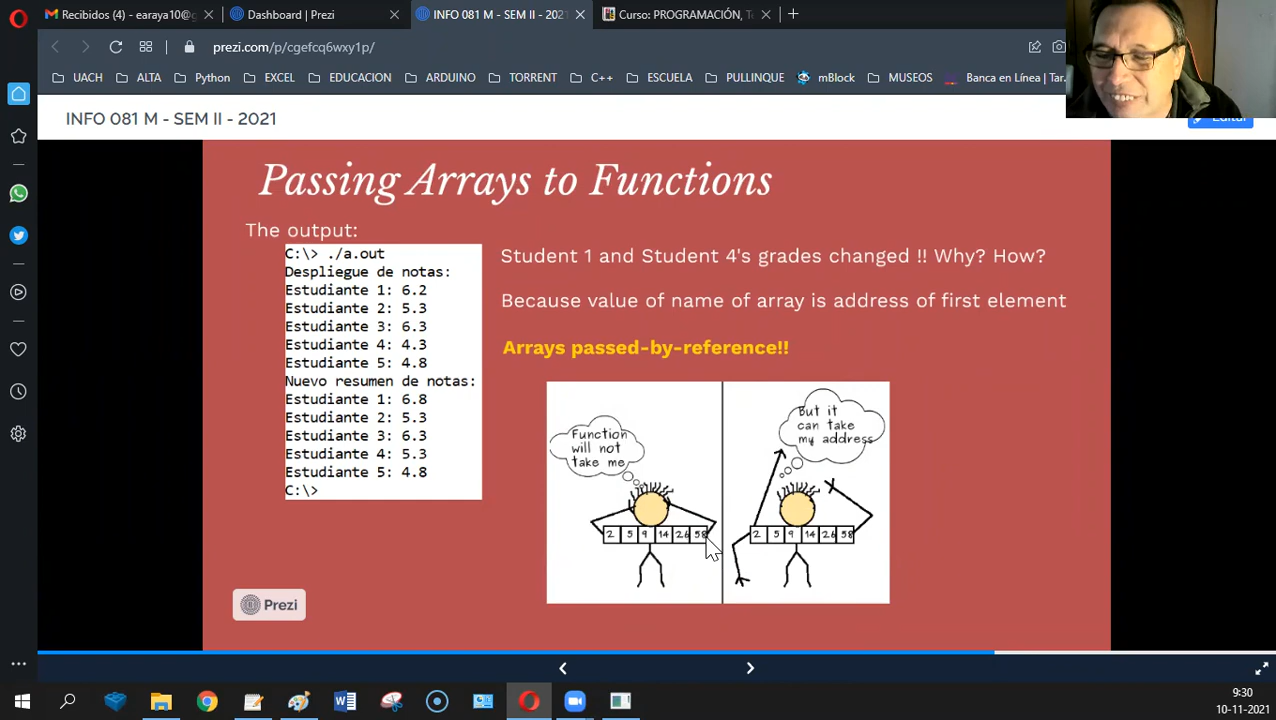 Recibidos (4) - earaya10@g
Dashboard | Prezi
INFO 081 M - SEM II - 2021
Curso: PROGRAMACIÓN, Te
prezi.com/p/cgefcq6wxy1p/
UACH
ALTA
Python
EXCEL
EDUCACION
ARDUINO
TORRENT
C++
ESCUELA
PULLINQUE
mBlock
MUSEOS
Banca en Línea | Tar...
INFO 081 M - SEM II - 2021
Editar
Passing Arrays to Functions
The output:
C:\> ./a.out
Despliegue de notas:
Estudiante 1: 6.2
Estudiante 2: 5.3
Estudiante 3: 6.3
Estudiante 4: 4.3
Estudiante 5: 4.8
Nuevo resumen de notas:
Estudiante 1: 6.8
Estudiante 2: 5.3
Estudiante 3: 6.3
Estudiante 4: 5.3
Estudiante 5: 4.8
C:\>
Student 1 and Student 4's grades changed !! Why? How?
Because value of name of array is address of first element
Arrays passed-by-reference!!
Function
will not
take me
2 5 9 14 26 58
But it
can take
my address
2 5 9 14 26 58
Prezi
9:30
10-11-2021